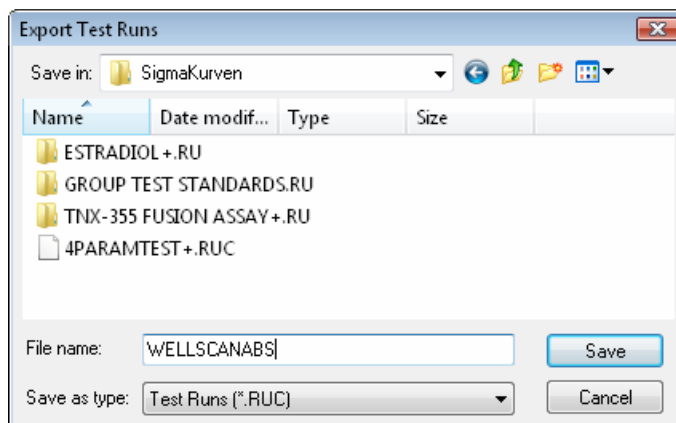 Export Test Runs
Save in: SigmaKurven
Name Date modif... Type Size
ESTRADIOL+.RU
GROUP TEST STANDARDS.RU
TNX-355 FUSION ASSAY+.RU
4PARAMTEST+.RUC
File name: WELLSCANABS Save
Save as type: Test Runs (*.RUC) Cancel